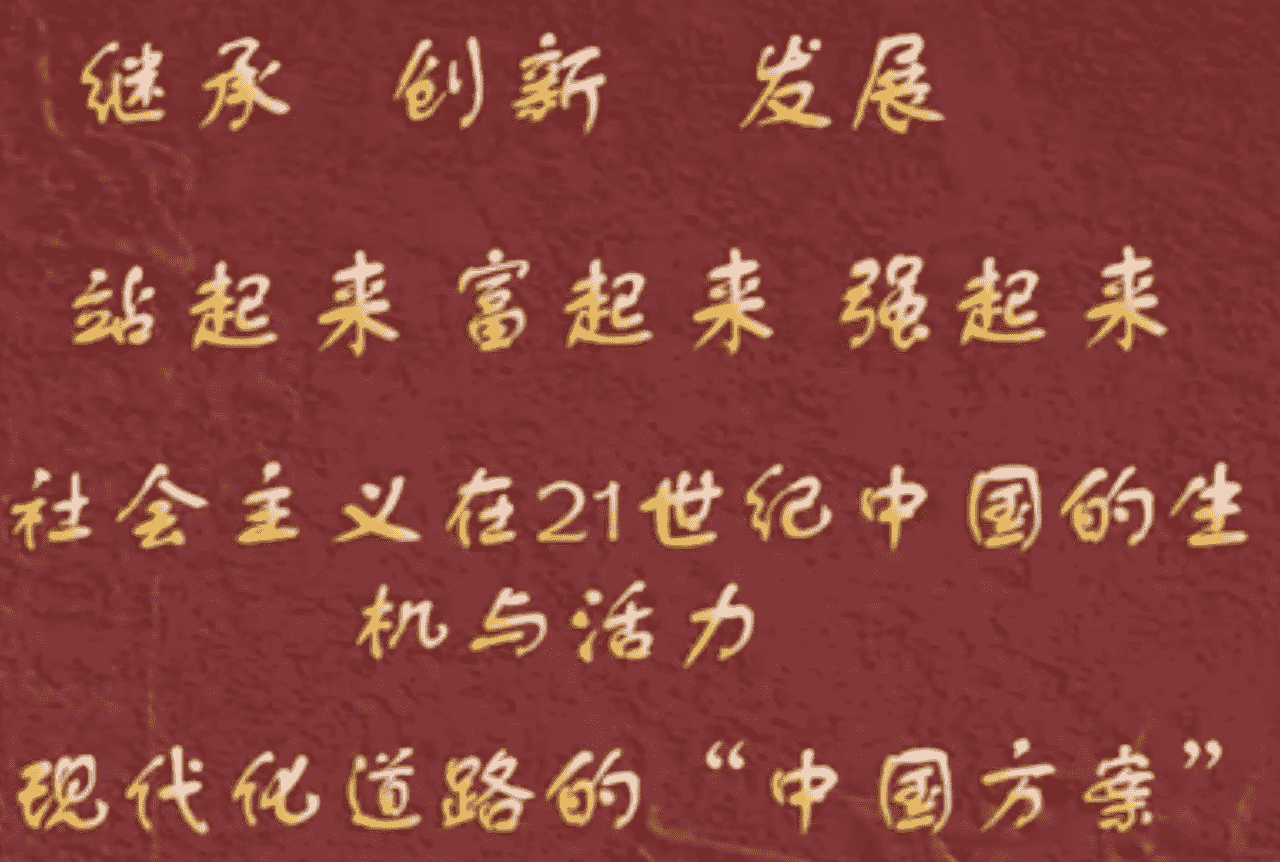 继承 创新 发展
站起来富起来强起来
社会主义在21世纪中国的生
机与活力
现代化道路的“中国方案”